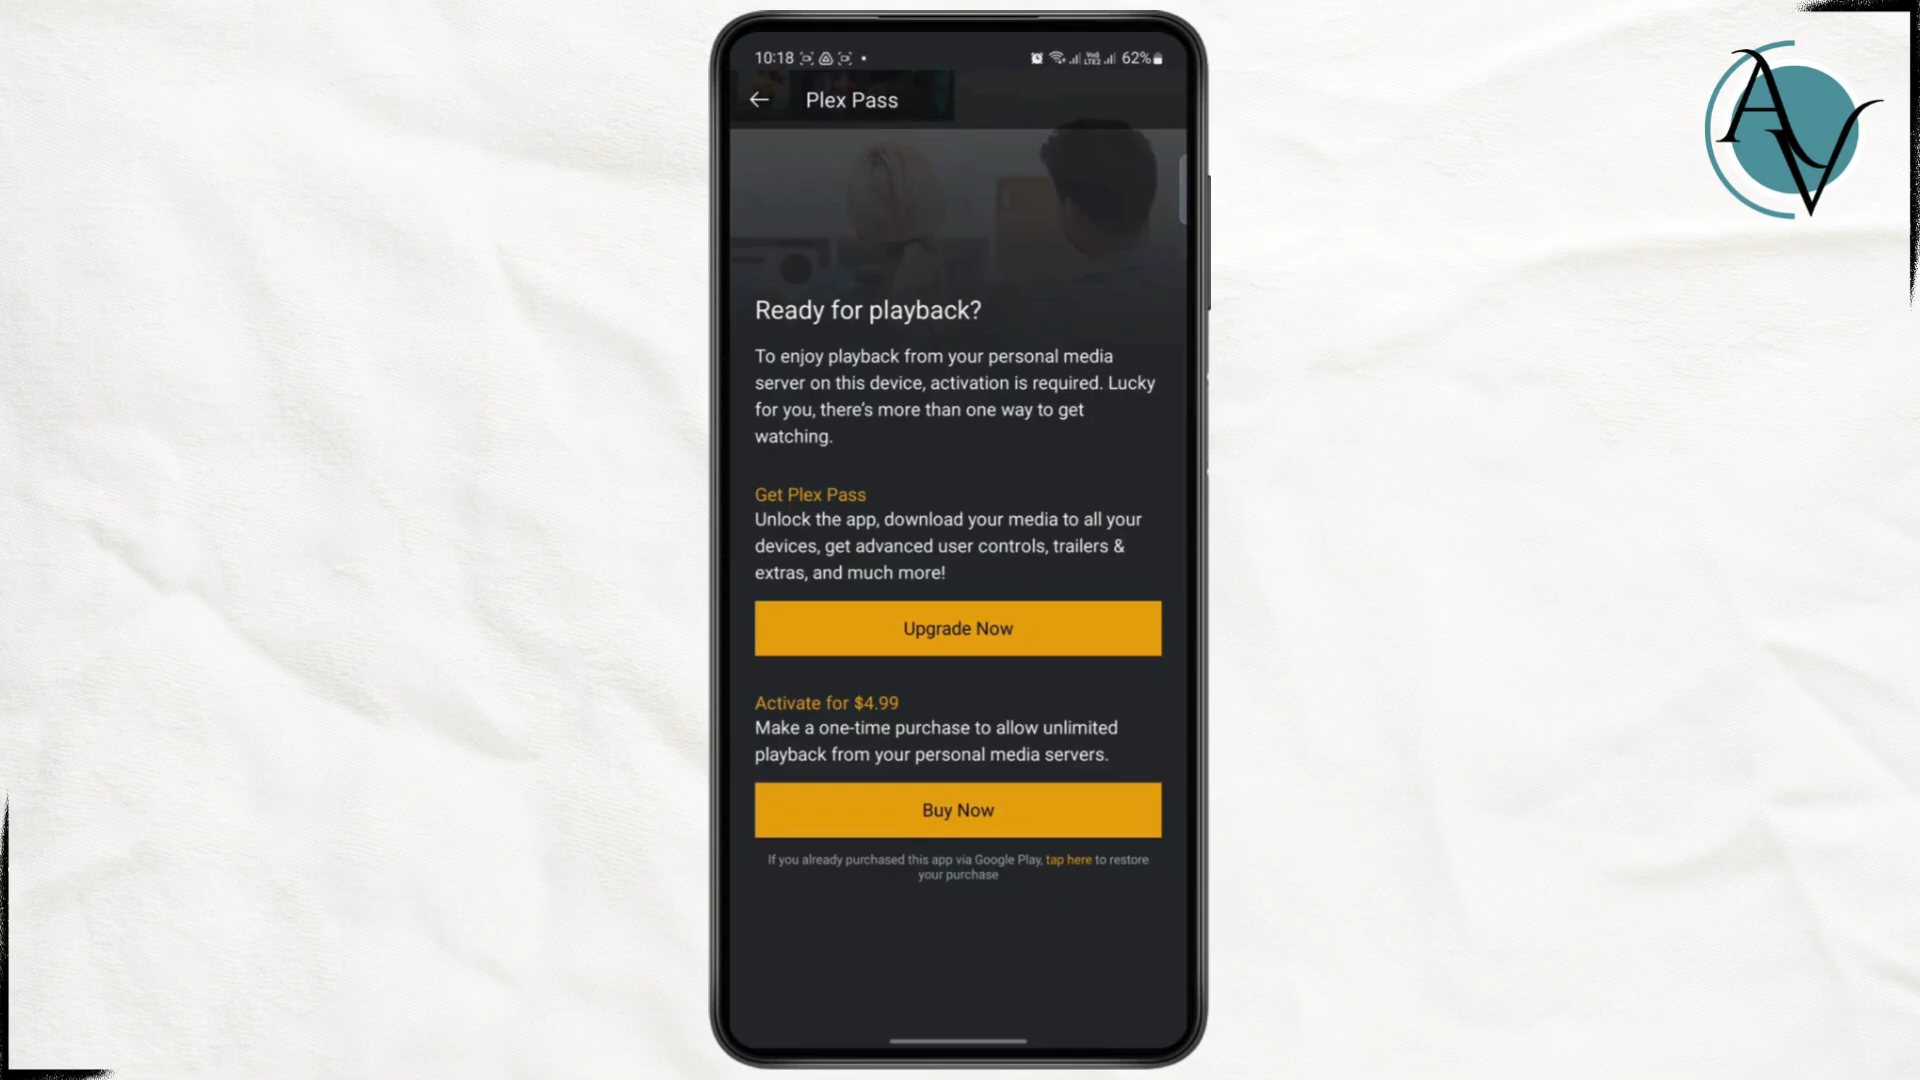 10:18
62%
Plex Pass
Ready for playback?
To enjoy playback from your personal media
server on this device, activation is required. Lucky
for you, there's more than one way to get
watching.
Get Plex Pass
Unlock the app, download your media to all your
devices, get advanced user controls, trailers &
extras, and much more!
Upgrade Now
Activate for $4.99
Make a one-time purchase to allow unlimited
playback from your personal media servers.
Buy Now
If you already purchased this app via Google Play, tap here to restore
your purchase
AV